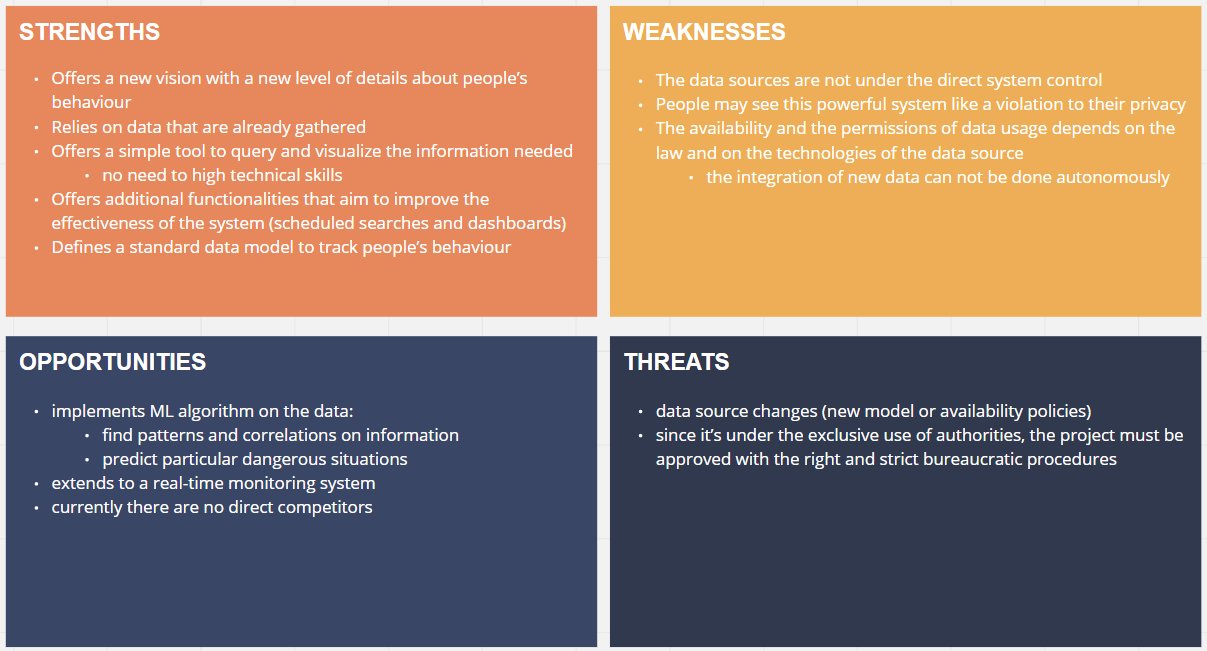 STRENGTHS
• Offers a new vision with a new level of details about people’s
behaviour
• Relies on data that are already gathered
• Offers a simple tool to query and visualize the information needed
• no need to high technical skills
• Offers additional functionalities that aim to improve the
effectiveness of the system (scheduled searches and dashboards)
• Defines a standard data model to track people’s behaviour
WEAKNESSES
• The data sources are not under the direct system control
• People may see this powerful system like a violation to their privacy
• The availability and the permissions of data usage depends on the
law and on the technologies of the data source
• the integration of new data can not be done autonomously
OPPORTUNITIES
• implements ML algorithm on the data:
• find patterns and correlations on information
• predict particular dangerous situations
• extends to a real-time monitoring system
• currently there are no direct competitors
THREATS
• data source changes (new model or availability policies)
• since it’s under the exclusive use of authorities, the project must be
approved with the right and strict bureaucratic procedures